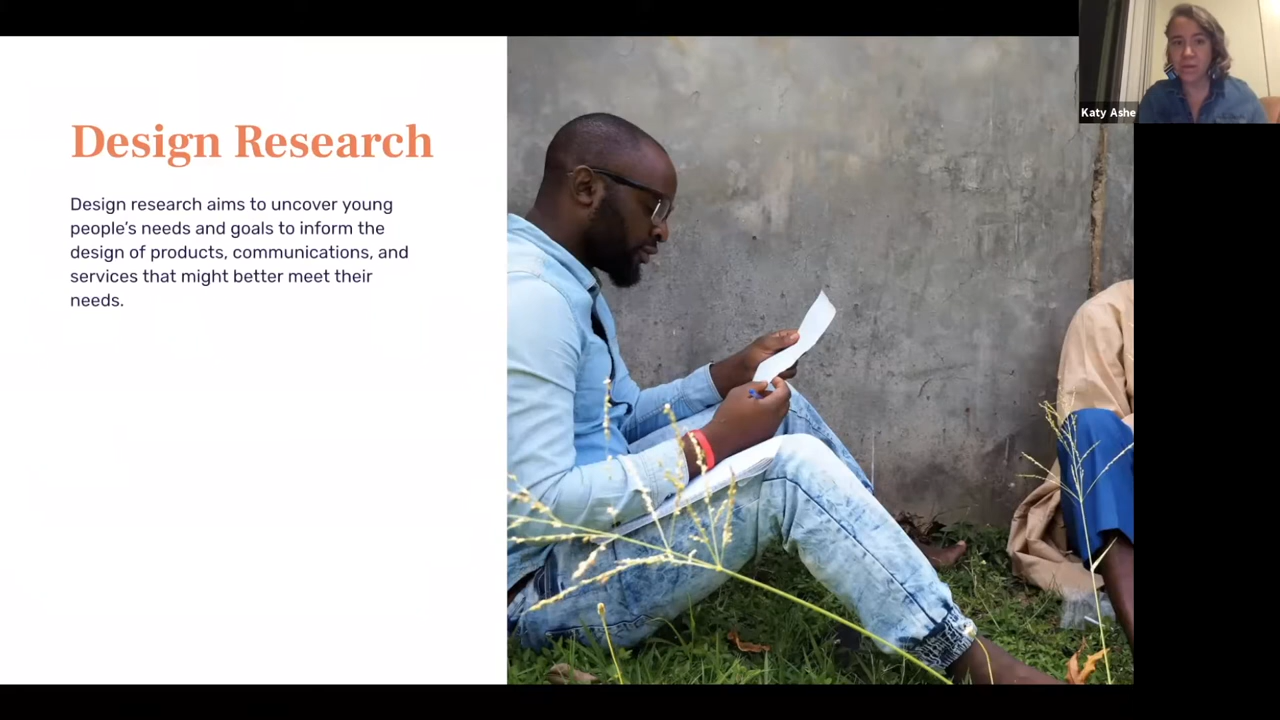 Design Research
Design research aims to uncover young
people's needs and goals to inform the
design of products, communications, and
services that might better meet their
needs.
Katy Ashe